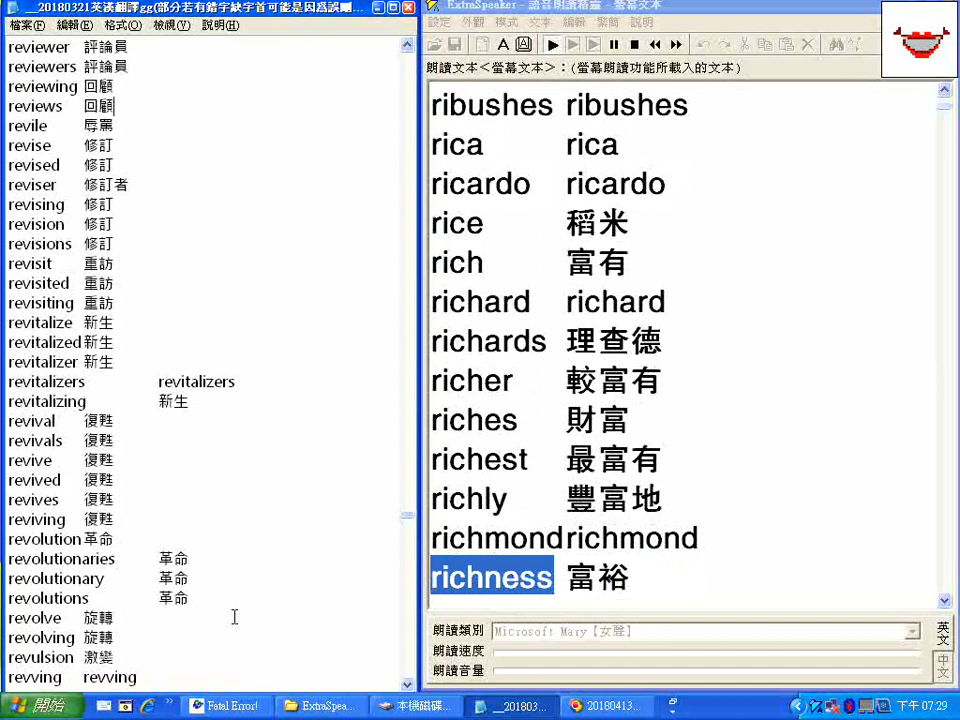 __20180321英漢翻譯gg(部分若有錯字缺字首可能是因為誤刪
檔案(F) 編輯(E) 格式(O) 檢視(V) 說明(H)
reviewer 評論員
reviewers 評論員
reviewing 回顧
reviews 回顧
revile 辱罵
revise 修訂
revised 修訂
reviser 修訂者
revising 修訂
revision 修訂
revisions 修訂
revisit 重訪
revisited 重訪
revisiting 重訪
revitalize 新生
revitalized 新生
revitalizer 新生
revitalizers revitalizers
revitalizing 新生
revival 復甦
revivals 復甦
revive 復甦
revived 復甦
revives 復甦
reviving 復甦
revolution 革命
revolutionaries 革命
revolutionary 革命
revolutions 革命
revolve 旋轉
revolving 旋轉
revulsion 激變
revving revving
ExtraSpeaker - 語音朗讀精靈 - 螢幕文本
設定 外觀 模式 文本 編輯 繁簡 說明
朗讀文本<螢幕文本>：(螢幕朗讀功能所載入的文本)
ribushes ribushes
rica rica
ricardo ricardo
rice 稻米
rich 富有
richard richard
richards 理查德
richer 較富有
riches 財富
richest 最富有
richly 豐富地
richmond richmond
richness 富裕
朗讀類別 Microsoft Mary【女聲】
朗讀速度
朗讀音量
英文
中文
開始 Fatal Error! ExtraSpea... 本機磁碟... __201803... 20180413... 下午 07:29